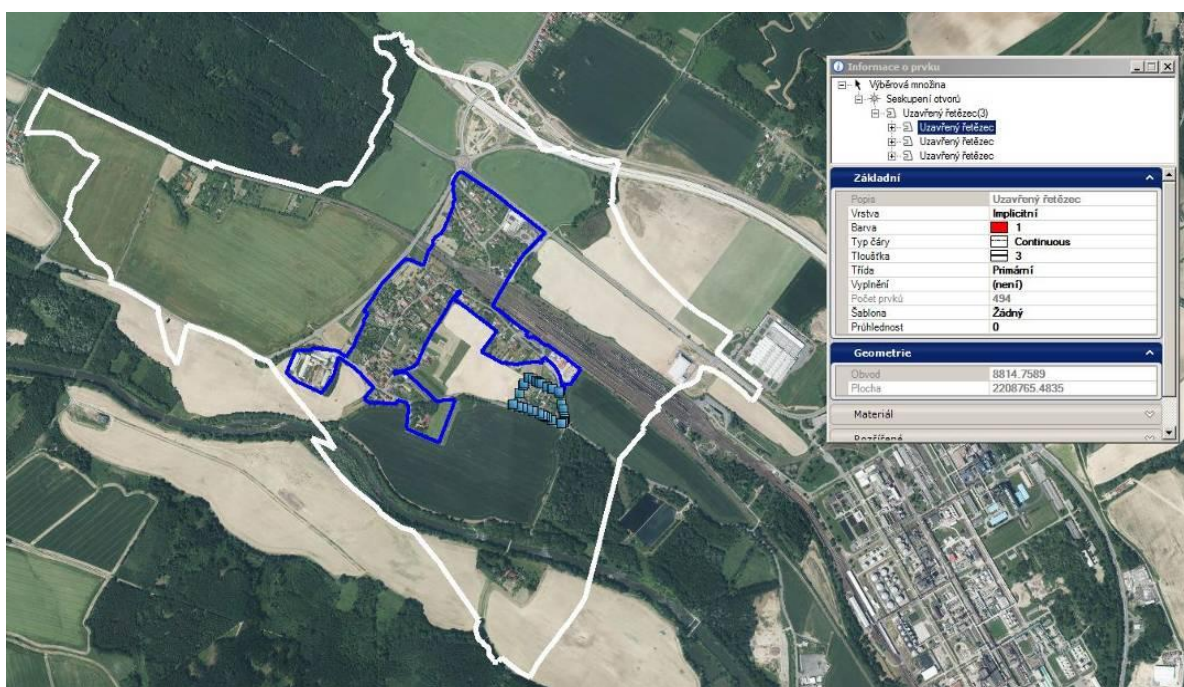 Informace o prvku
Výběrová množina
Seskupení otvorů
Uzavřený řetězec(3)
Uzavřený řetězec
Uzavřený řetězec
Uzavřený řetězec
Základní
Popis Uzavřený řetězec
Vrstva Implicitní
Barva 1
Typ čáry Continuous
Tloušťka 3
Třída Primární
Vyplnění (není)
Počet prvků 494
Šablona Žádný
Průhlednost 0
Geometrie
Obvod 8814.7589
Plocha 2208765.4835
Materiál
Rozšířené